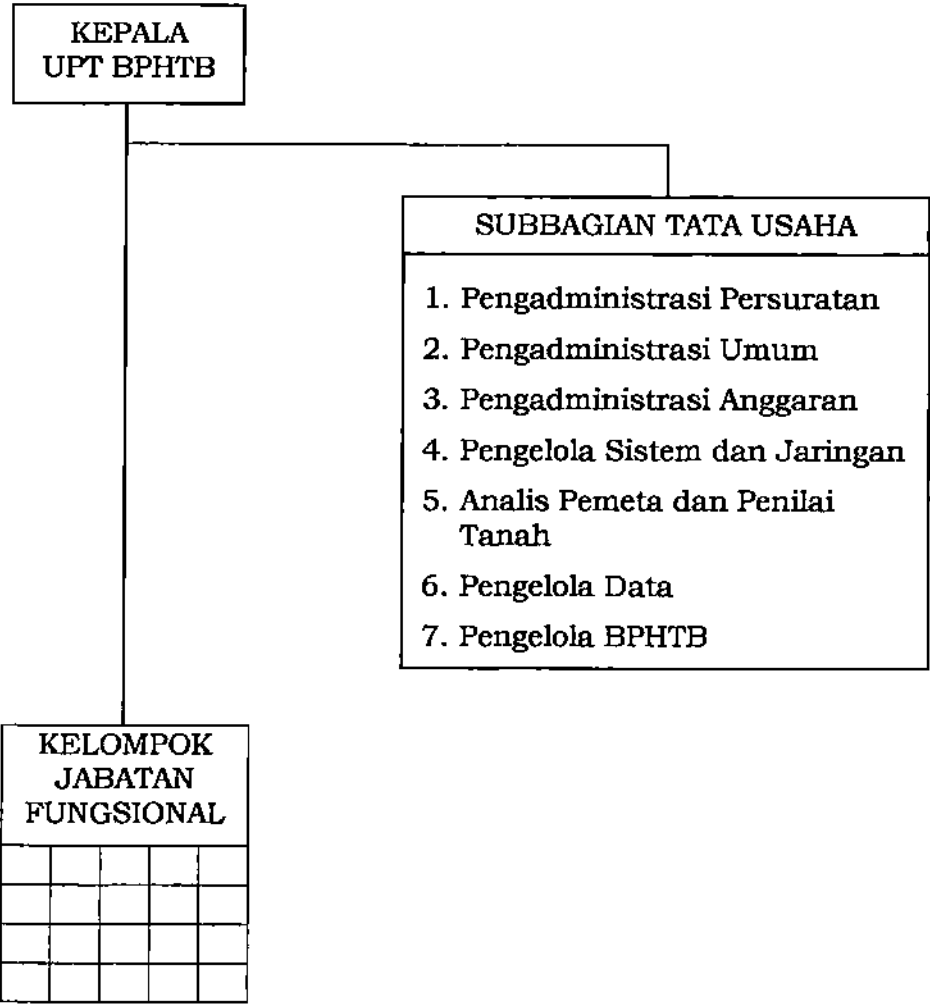 KEPALA
UPT BPHTB
SUBBAGIAN TATA USAHA
1. Pengadministrasi Persuratan
2. Pengadministrasi Umum
3. Pengadministrasi Anggaran
4. Pengelola Sistem dan Jaringan
5. Analis Pemeta dan Penilai
Tanah
6. Pengelola Data
7. Pengelola BPHTB
KELOMPOK
JABATAN
FUNGSIONAL